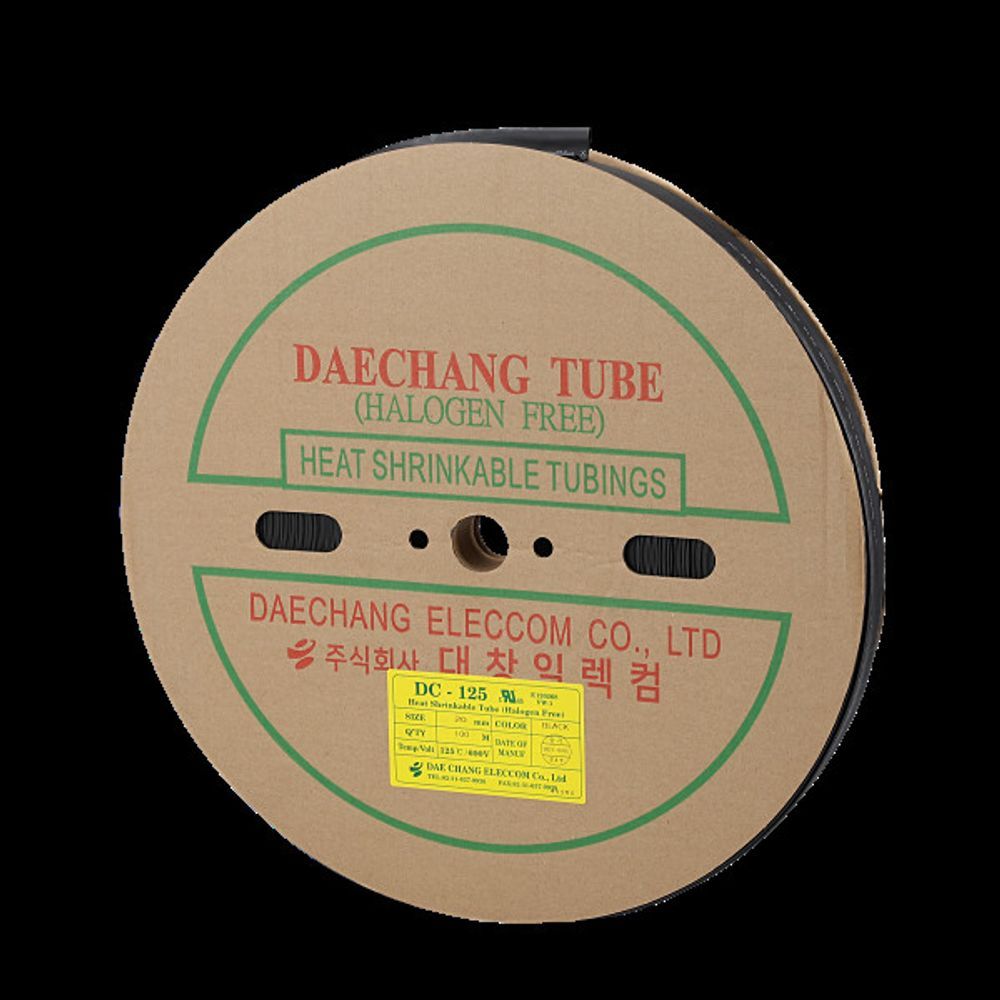 DAECHANG TUBE
(HALOGEN FREE)
HEAT SHRINKABLE TUBINGS
DAECHANG ELECCOM CO., LTD
주식회사 대창일렉컴
DC - 125
Heat Shrinkable Tube (Halogen Free)
SIZE 20 mm COLOR BLACK
Q'TY 100 M DATE OF MANUF
Temp/Volt 125℃/600V
DAE CHANG ELECCOM Co., Ltd